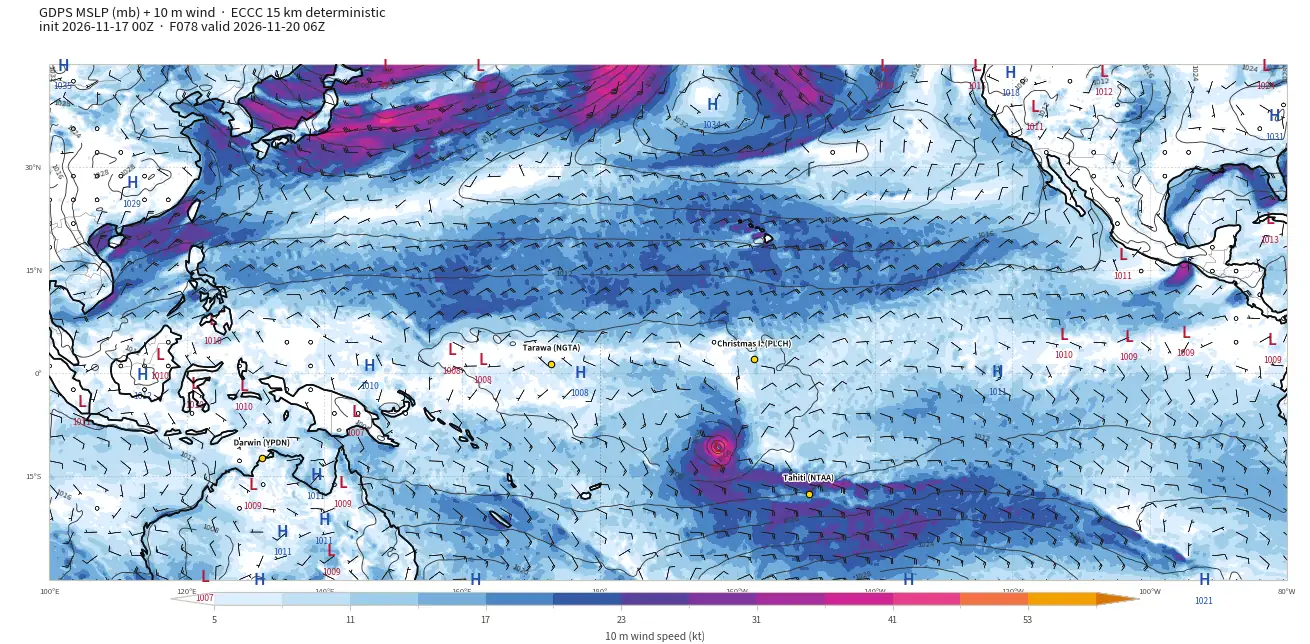 GDPS MSLP (mb) + 10 m wind · ECCC 15 km deterministic
init 2026-11-17 00Z · F078 valid 2026-11-20 06Z
H
1035
L
L
L
L
H
1018
L
1012
L
H
1034
L
1011
H
1031
30°N
H
1029
L
1013
L
1011
15°N
L
1010
L
1010
L
1008
L
1008
Tarawa (NGTA)
H
1008
Christmas I. (PLCH)
L
1010
L
1009
L
1009
L
1009
0°
H
H
1010
H
1011
L
L
1010
L
L
1007
Darwin (YPDN)
15°S
L
1009
H
1011
L
1009
Tahiti (NTAA)
H
1011
H
1011
L
1009
L
1007
H
H
H
H
1021
100°E
120°E
140°E
160°E
180°
160°W
140°W
120°W
100°W
80°W
5
11
17
23
31
41
53
10 m wind speed (kt)